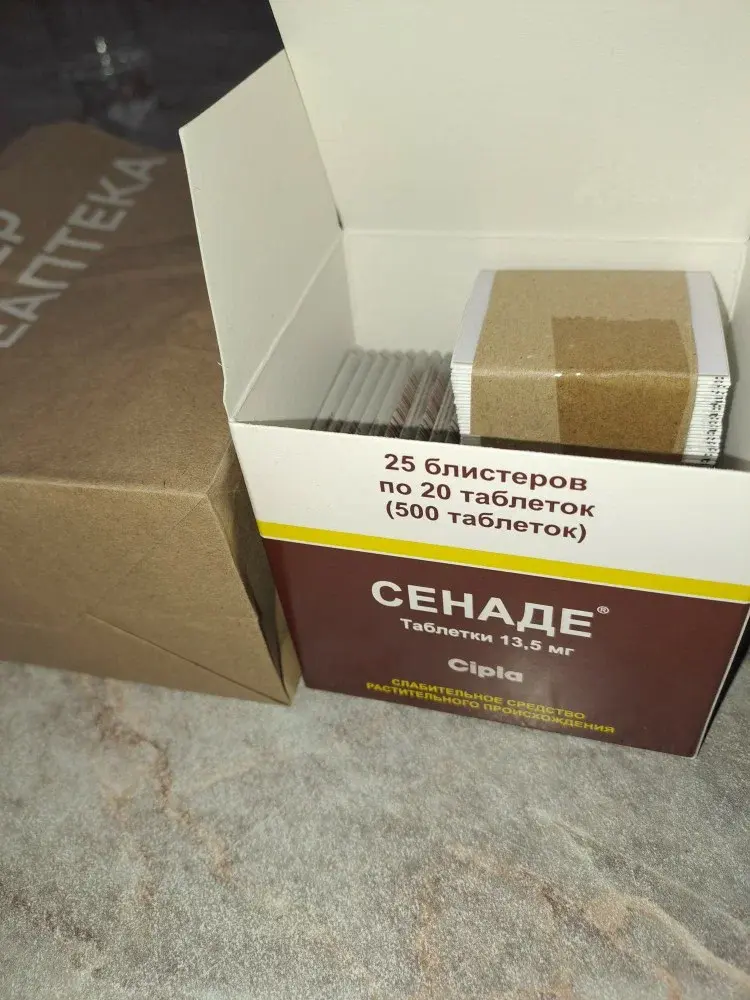 ЕАПТЕКА
25 блистеров
по 20 таблеток
(500 таблеток)
СЕНАДЕ®
Таблетки 13,5 мг
Cipla
СЛАБИТЕЛЬНОЕ СРЕДСТВО
РАСТИТЕЛЬНОГО ПРОИСХОЖДЕНИЯ